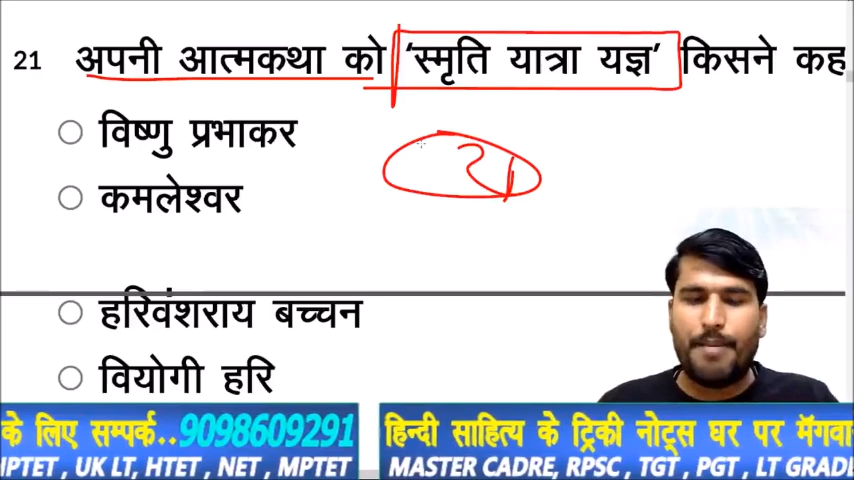 21 अपनी आत्मकथा को 'स्मृति यात्रा यज्ञ' किसने कह
विष्णु प्रभाकर
२१
कमलेश्वर
हरिवंशराय बच्चन
वियोगी हरि
के लिए सम्पर्क..9098609291
हिन्दी साहित्य के ट्रिकी नोट्स घर पर मॅगवा
MPTET , UK LT, HTET , NET , MPTET
MASTER CADRE, RPSC , TGT , PGT , LT GRADE